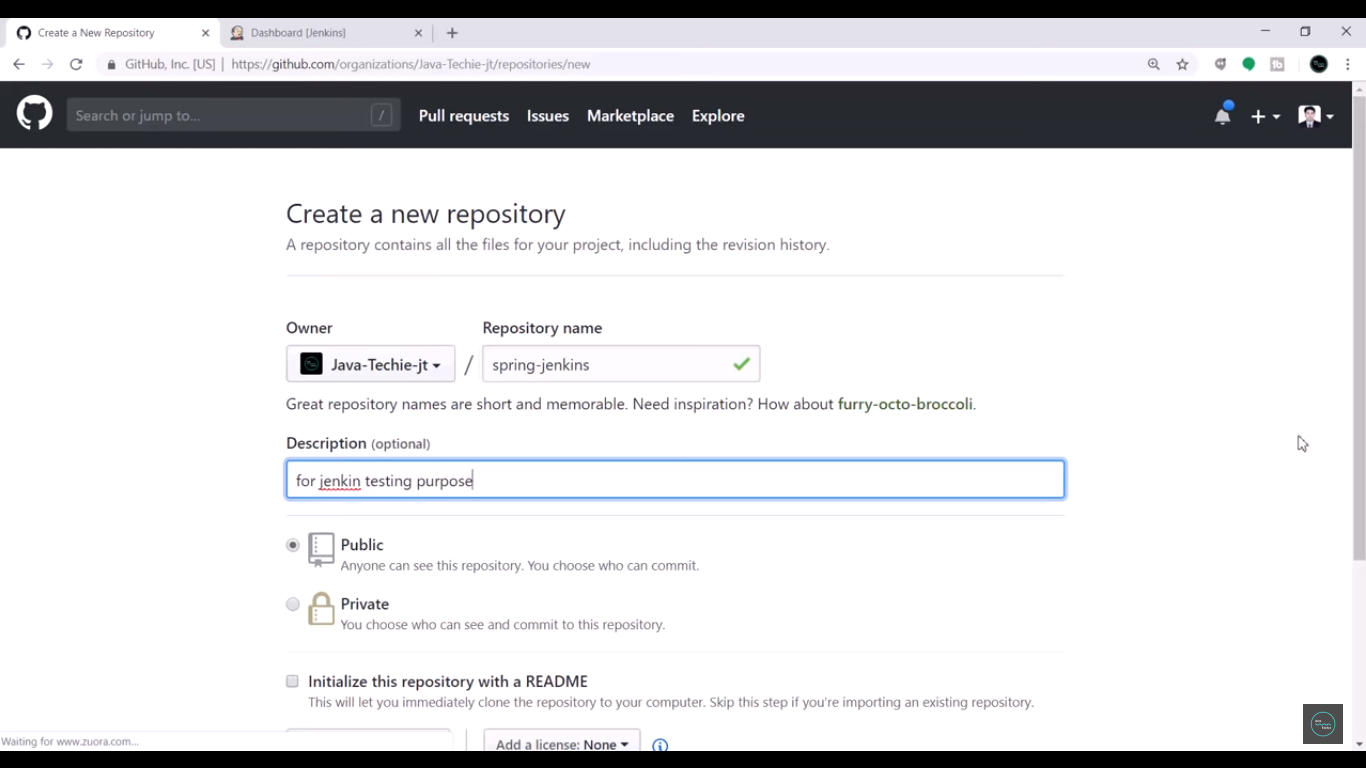 Create a New Repository
Dashboard [Jenkins]
GitHub, Inc. [US] | https://github.com/organizations/Java-Techie-jt/repositories/new
Search or jump to... / Pull requests Issues Marketplace Explore
Create a new repository
A repository contains all the files for your project, including the revision history.
Owner Repository name
Java-Techie-jt / spring-jenkins
Great repository names are short and memorable. Need inspiration? How about furry-octo-broccoli.
Description (optional)
for jenkin testing purpose
Public
Anyone can see this repository. You choose who can commit.
Private
You choose who can see and commit to this repository.
Initialize this repository with a README
This will let you immediately clone the repository to your computer. Skip this step if you're importing an existing repository.
Add a license: None
Waiting for www.zuora.com...